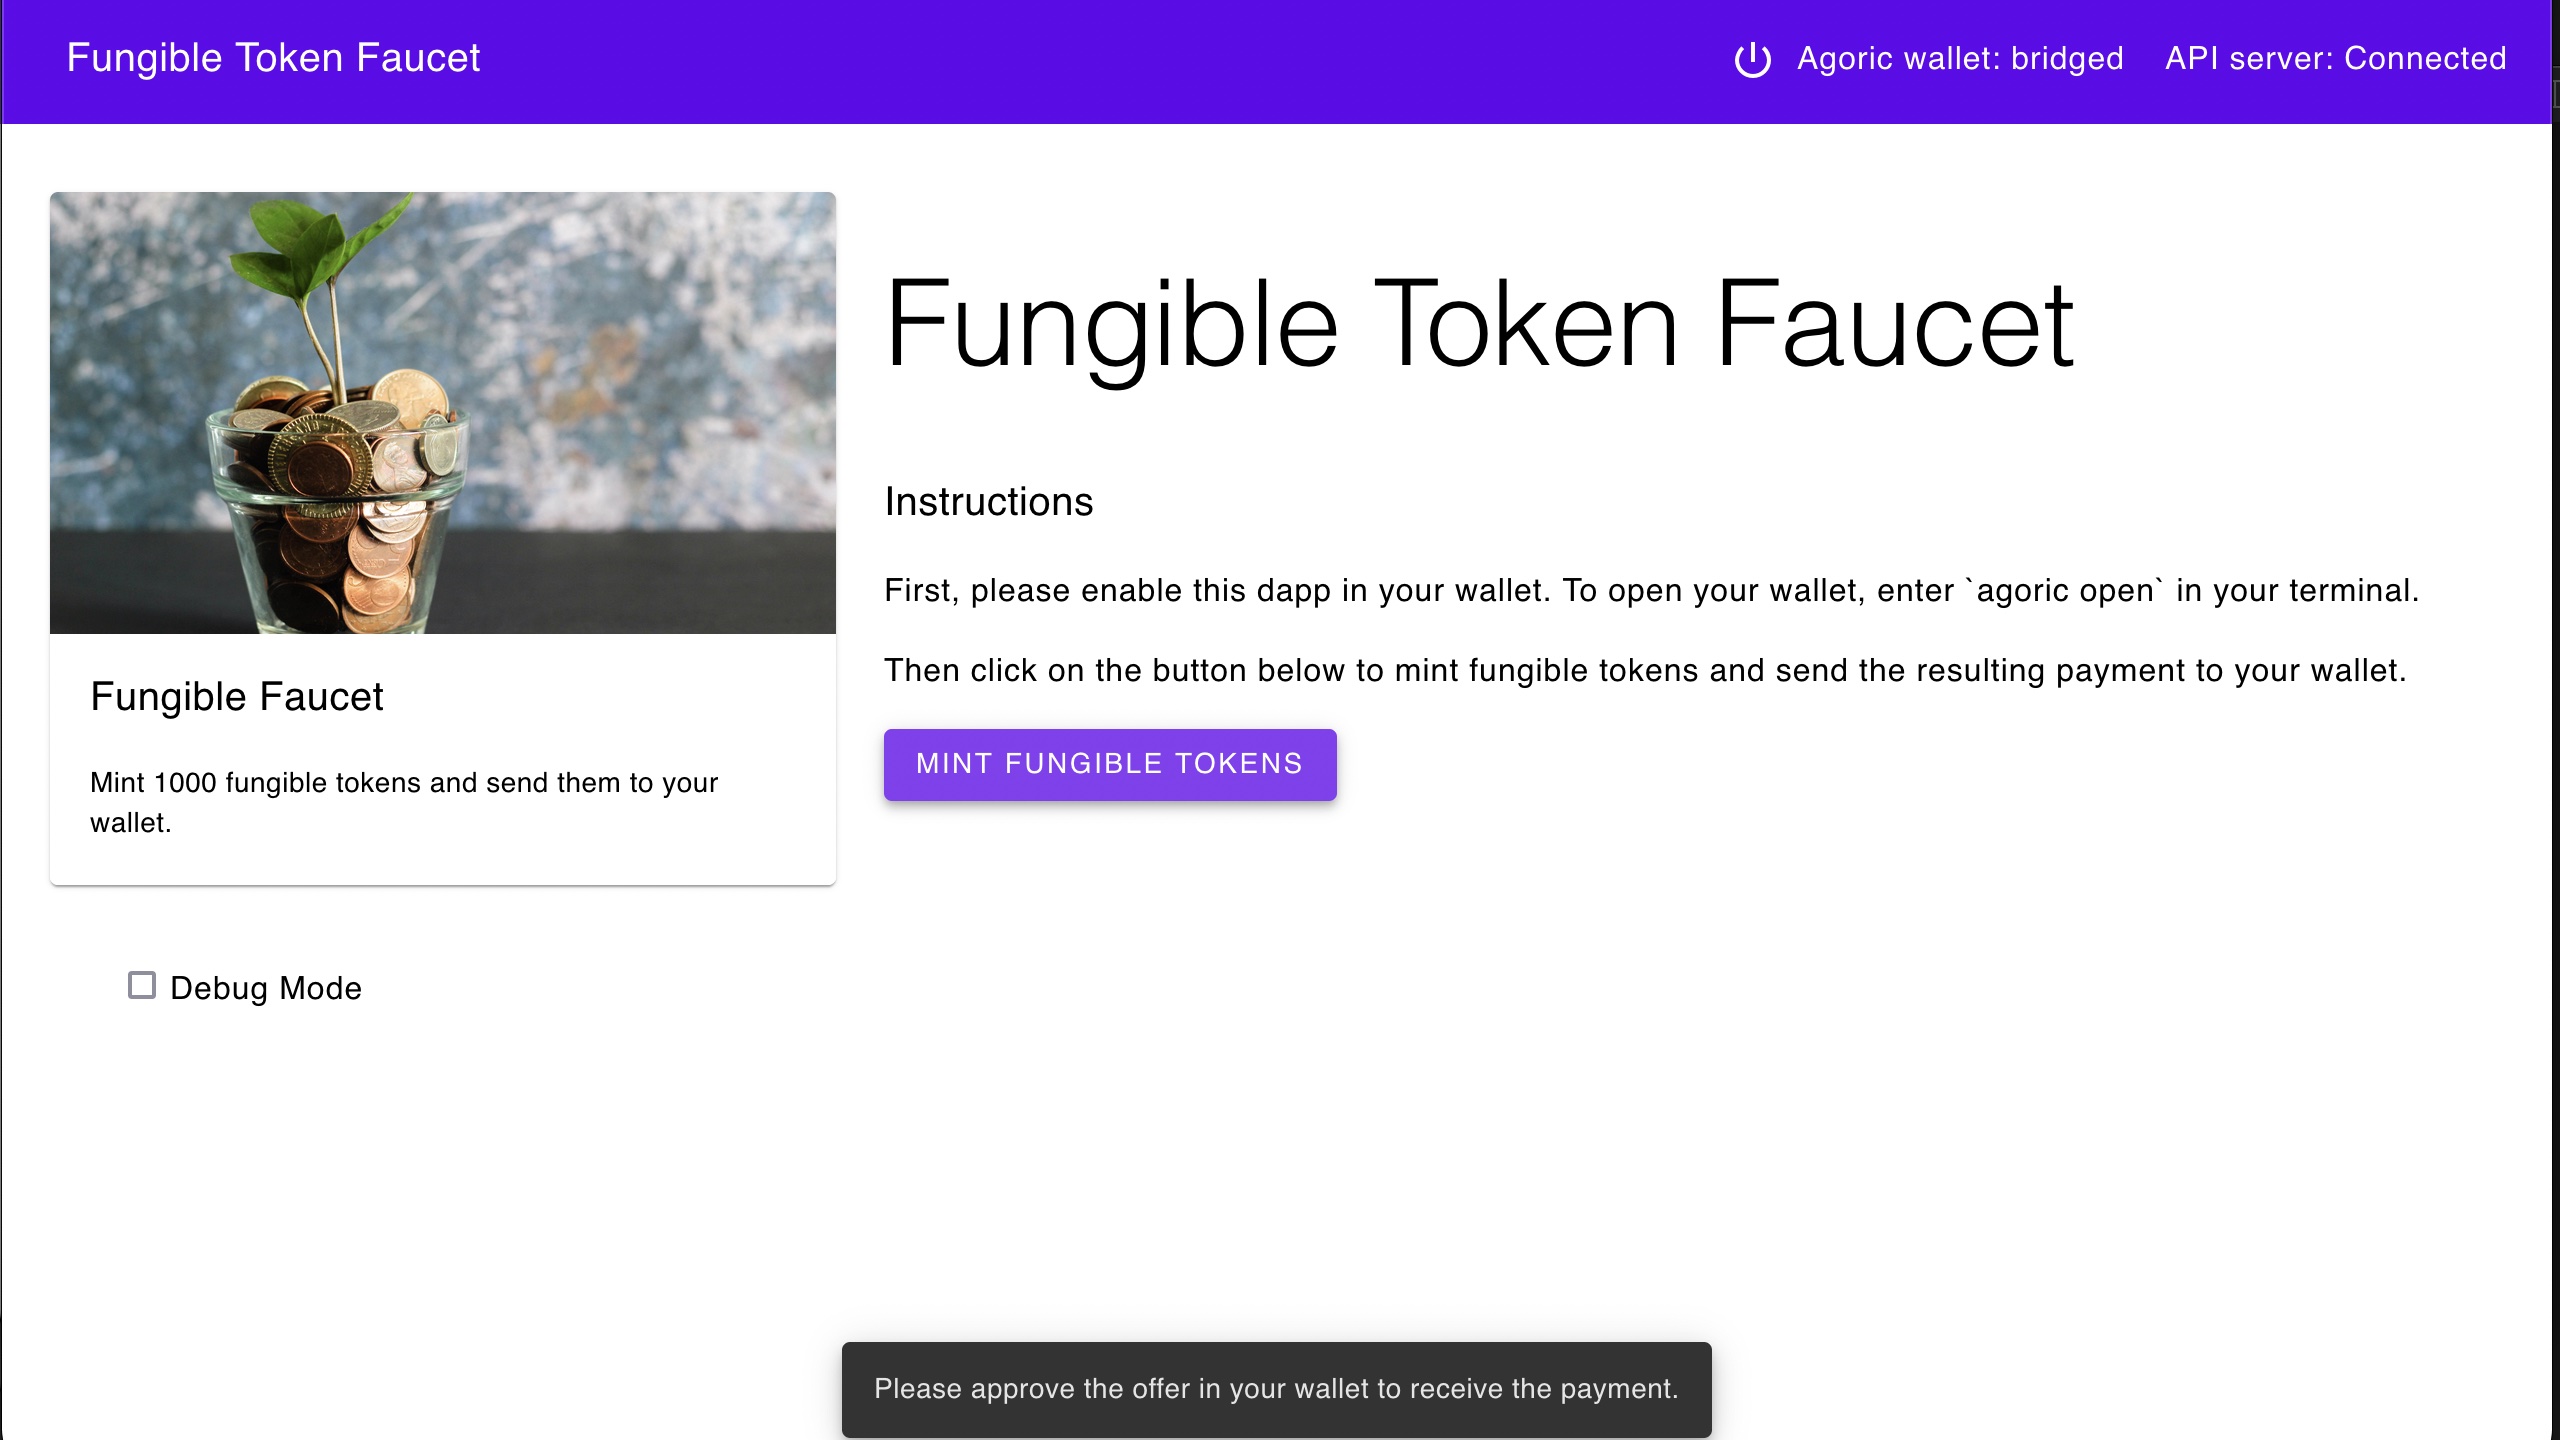 Fungible Token Faucet
Agoric wallet: bridged
API server: Connected
Fungible Token Faucet
Instructions
First, please enable this dapp in your wallet. To open your wallet, enter `agoric open` in your terminal.
Then click on the button below to mint fungible tokens and send the resulting payment to your wallet.
MINT FUNGIBLE TOKENS
Fungible Faucet
Mint 1000 fungible tokens and send them to your
wallet.
Debug Mode
Please approve the offer in your wallet to receive the payment.